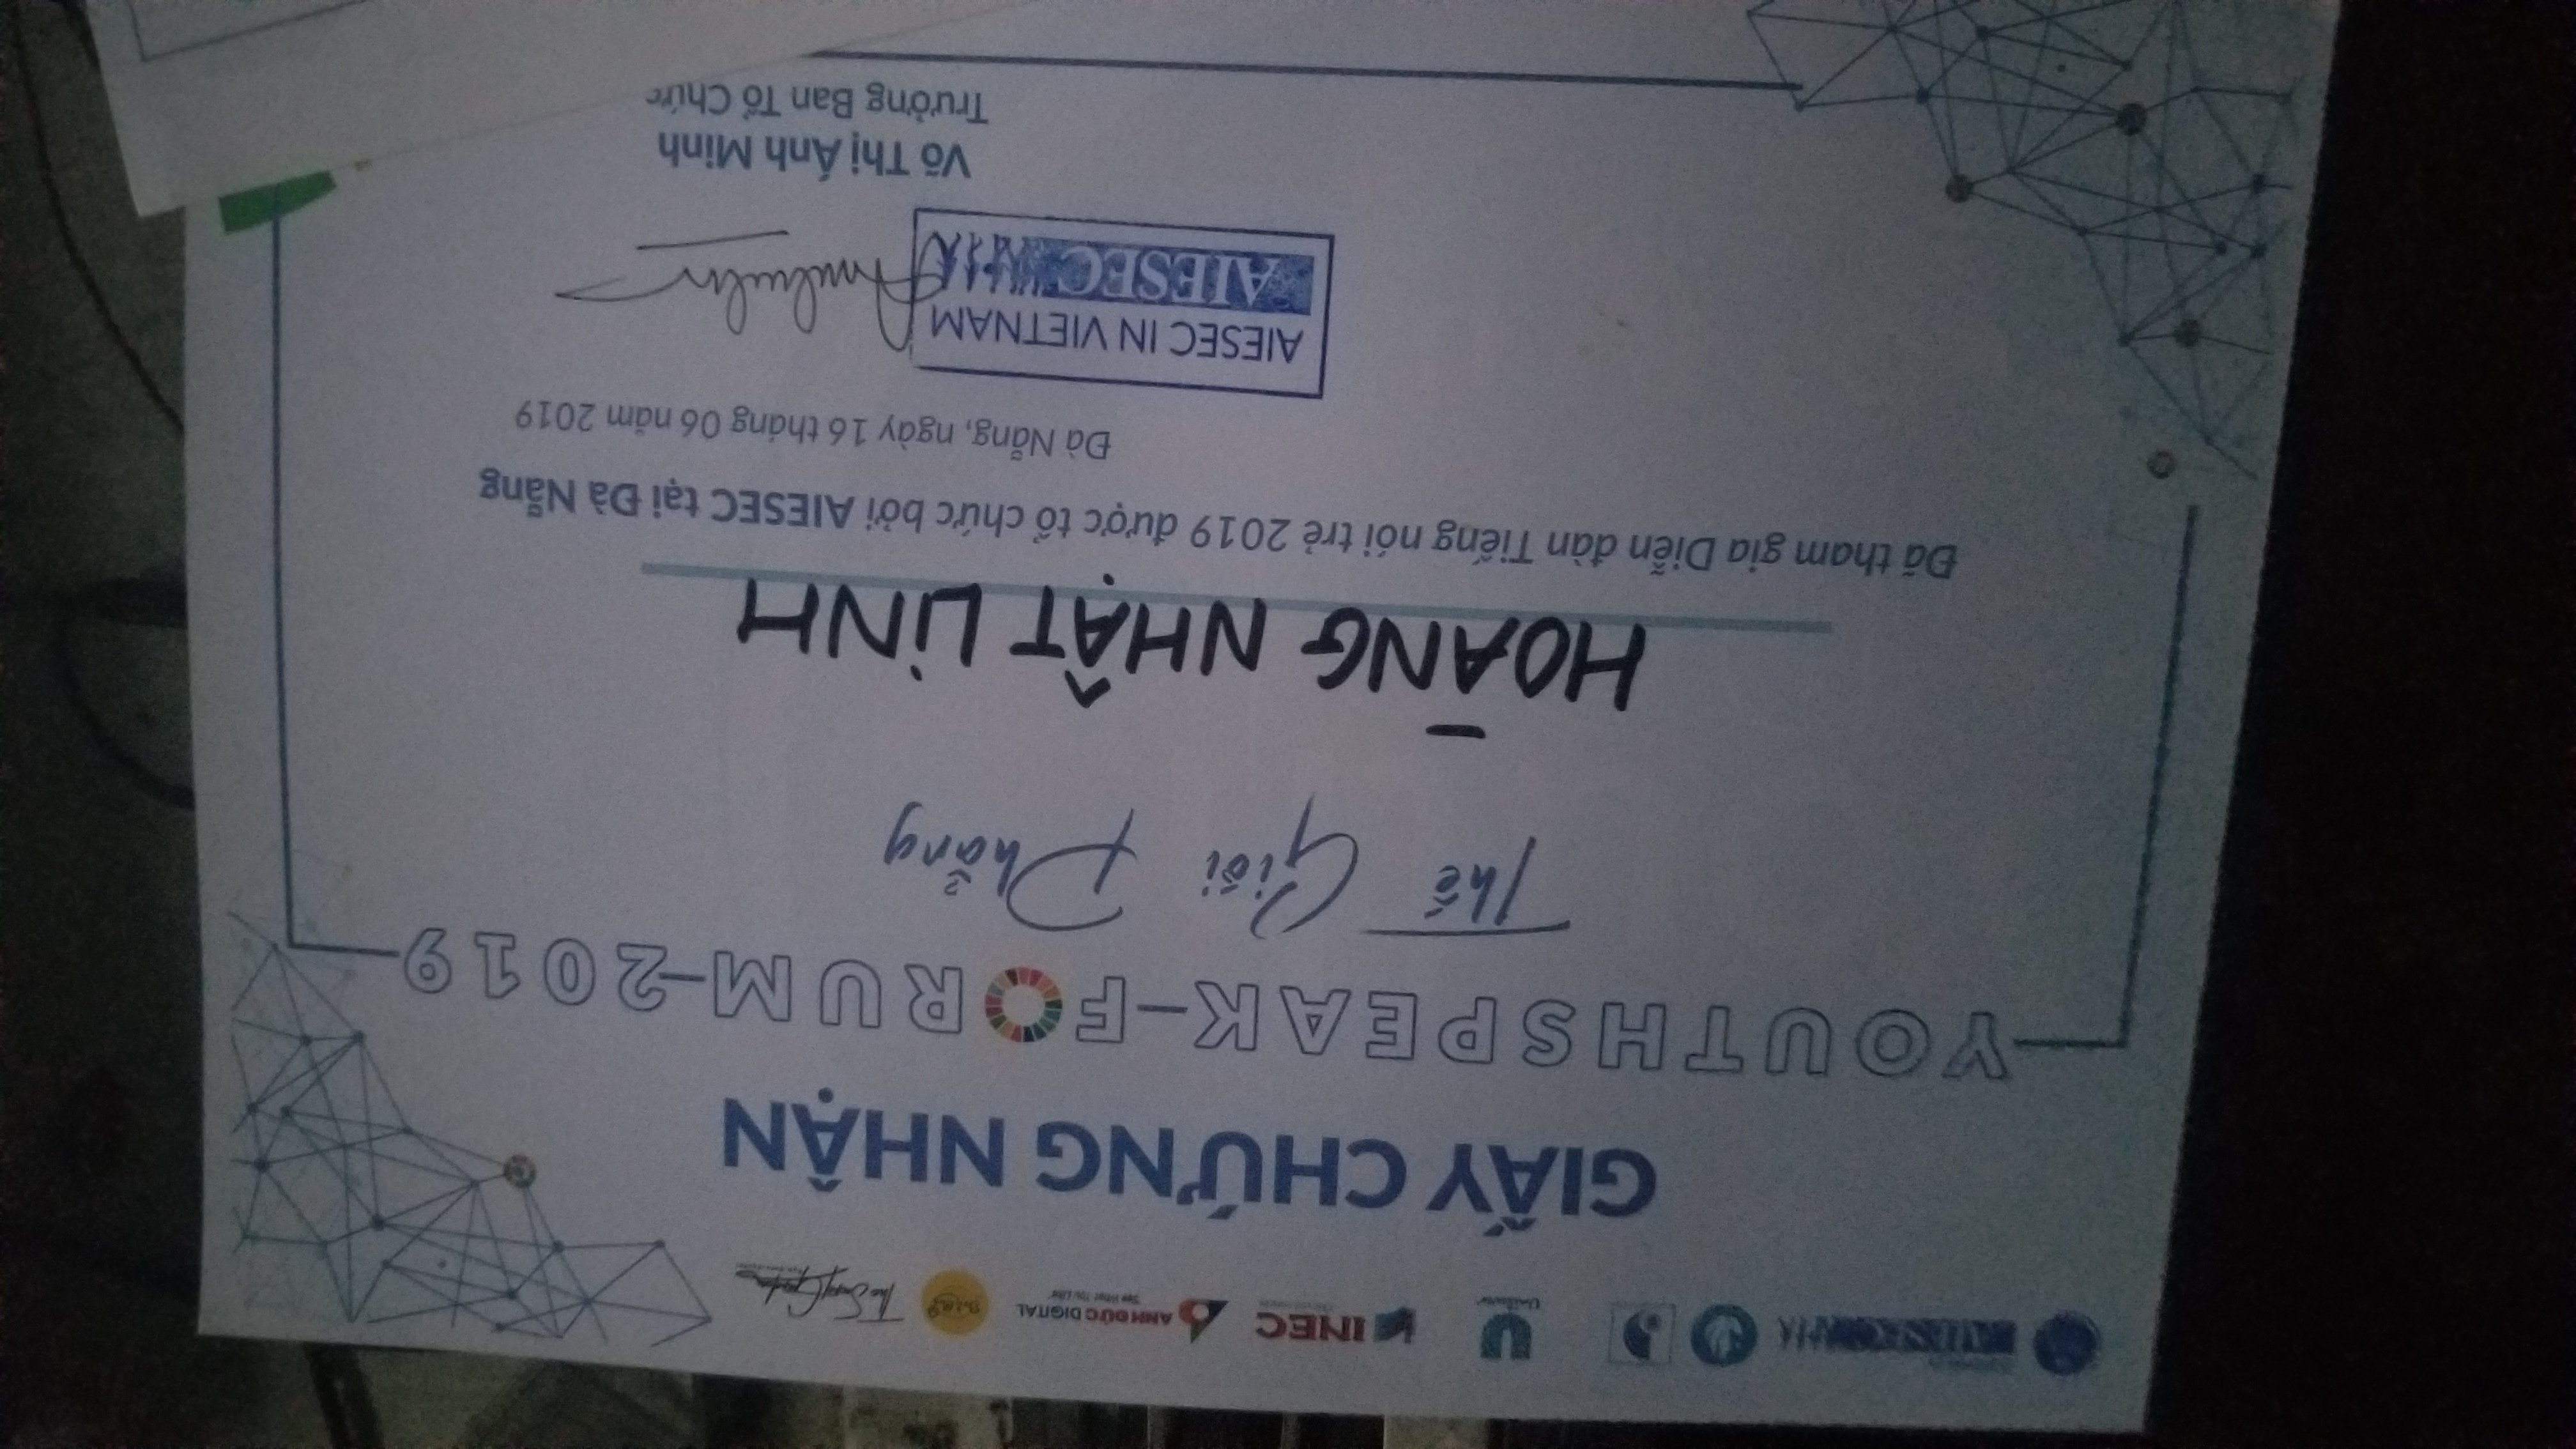 U
INEC
ANH ĐỨC DIGITAL
GIẤY CHỨNG NHẬN
YOUTHSPEAK-FORUM-2019
Thế Giới Phẳng
HOÀNG NHẬT LINH
Đã tham gia Diễn đàn Tiếng nói trẻ 2019 được tổ chức bởi AIESEC tại Đà Nẵng
Đà Nẵng, ngày 16 tháng 06 năm 2019
AIESEC IN VIETNAM
AIESEC
Võ Thị Ánh Minh
Trưởng Ban Tổ Chức